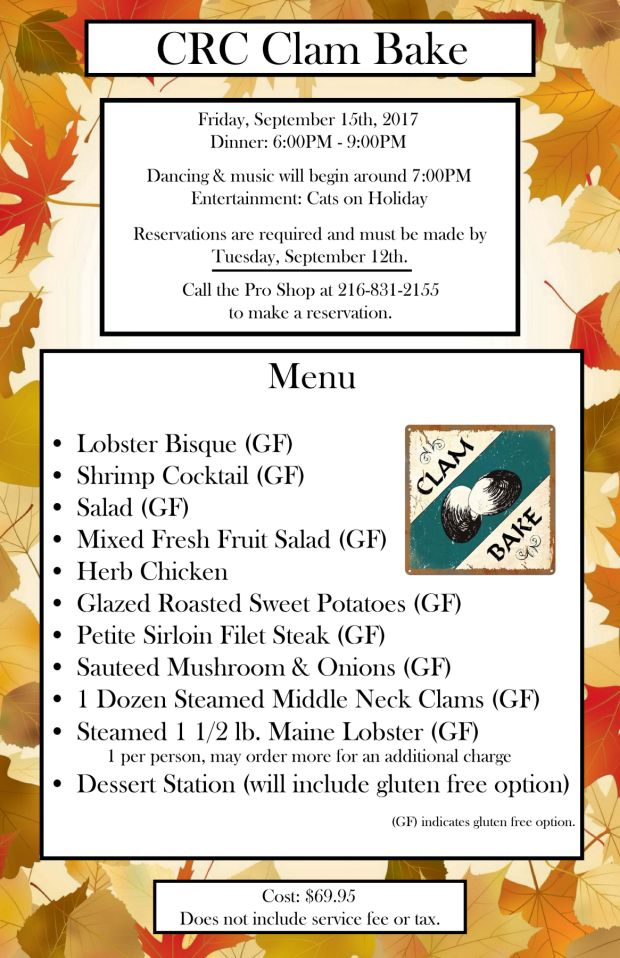 CRC Clam Bake
Friday, September 15th, 2017
Dinner: 6:00PM - 9:00PM
Dancing & music will begin around 7:00PM
Entertainment: Cats on Holiday
Reservations are required and must be made by
Tuesday, September 12th.
Call the Pro Shop at 216-831-2155
to make a reservation.
Menu
• Lobster Bisque (GF)
• Shrimp Cocktail (GF)
• Salad (GF)
• Mixed Fresh Fruit Salad (GF)
• Herb Chicken
• Glazed Roasted Sweet Potatoes (GF)
• Petite Sirloin Filet Steak (GF)
• Sauteed Mushroom & Onions (GF)
• 1 Dozen Steamed Middle Neck Clams (GF)
• Steamed 1 1/2 lb. Maine Lobster (GF)
1 per person, may order more for an additional charge
• Dessert Station (will include gluten free option)
CLAM
BAKE
(GF) indicates gluten free option.
Cost: $69.95
Does not include service fee or tax.